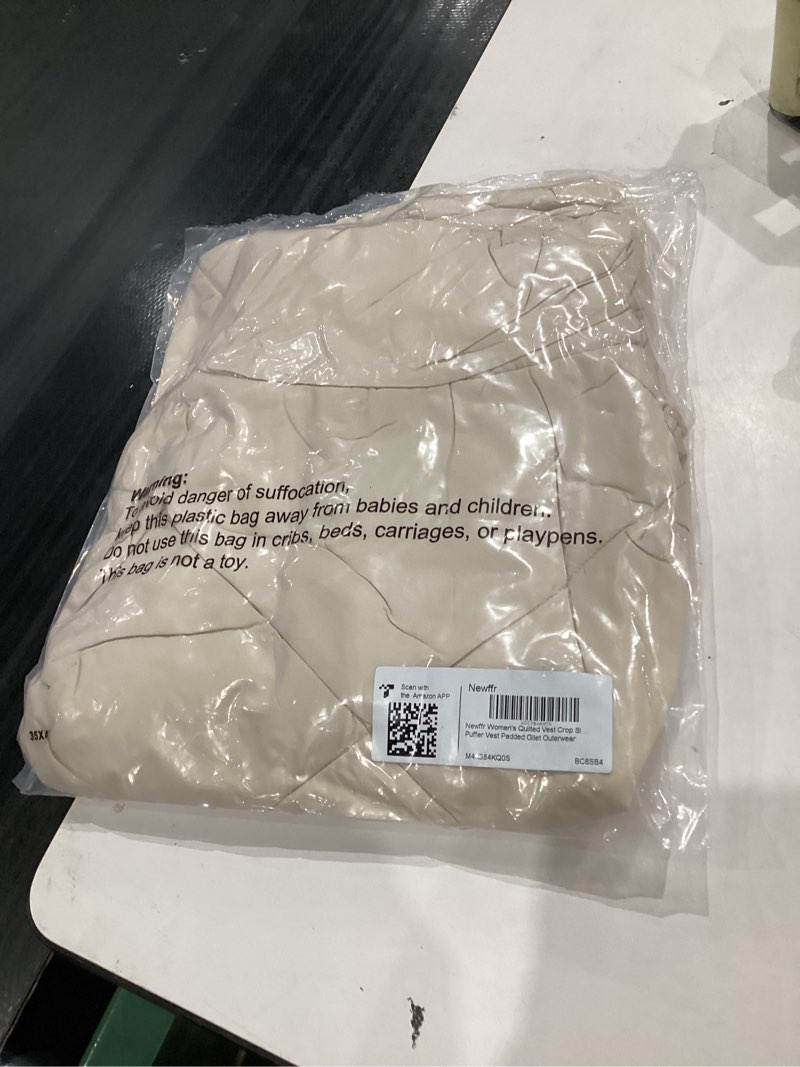 Warning:
To avoid danger of suffocation,
keep this plastic bag away from babies and children.
Do not use this bag in cribs, beds, carriages, or playpens.
This bag is not a toy.
35X
Scan with
the Amazon APP
Newffr
Newffr Women's Quilted Vest Crop Sl
Puffer Vest Padded Gilet Outerwear
BC8SB4